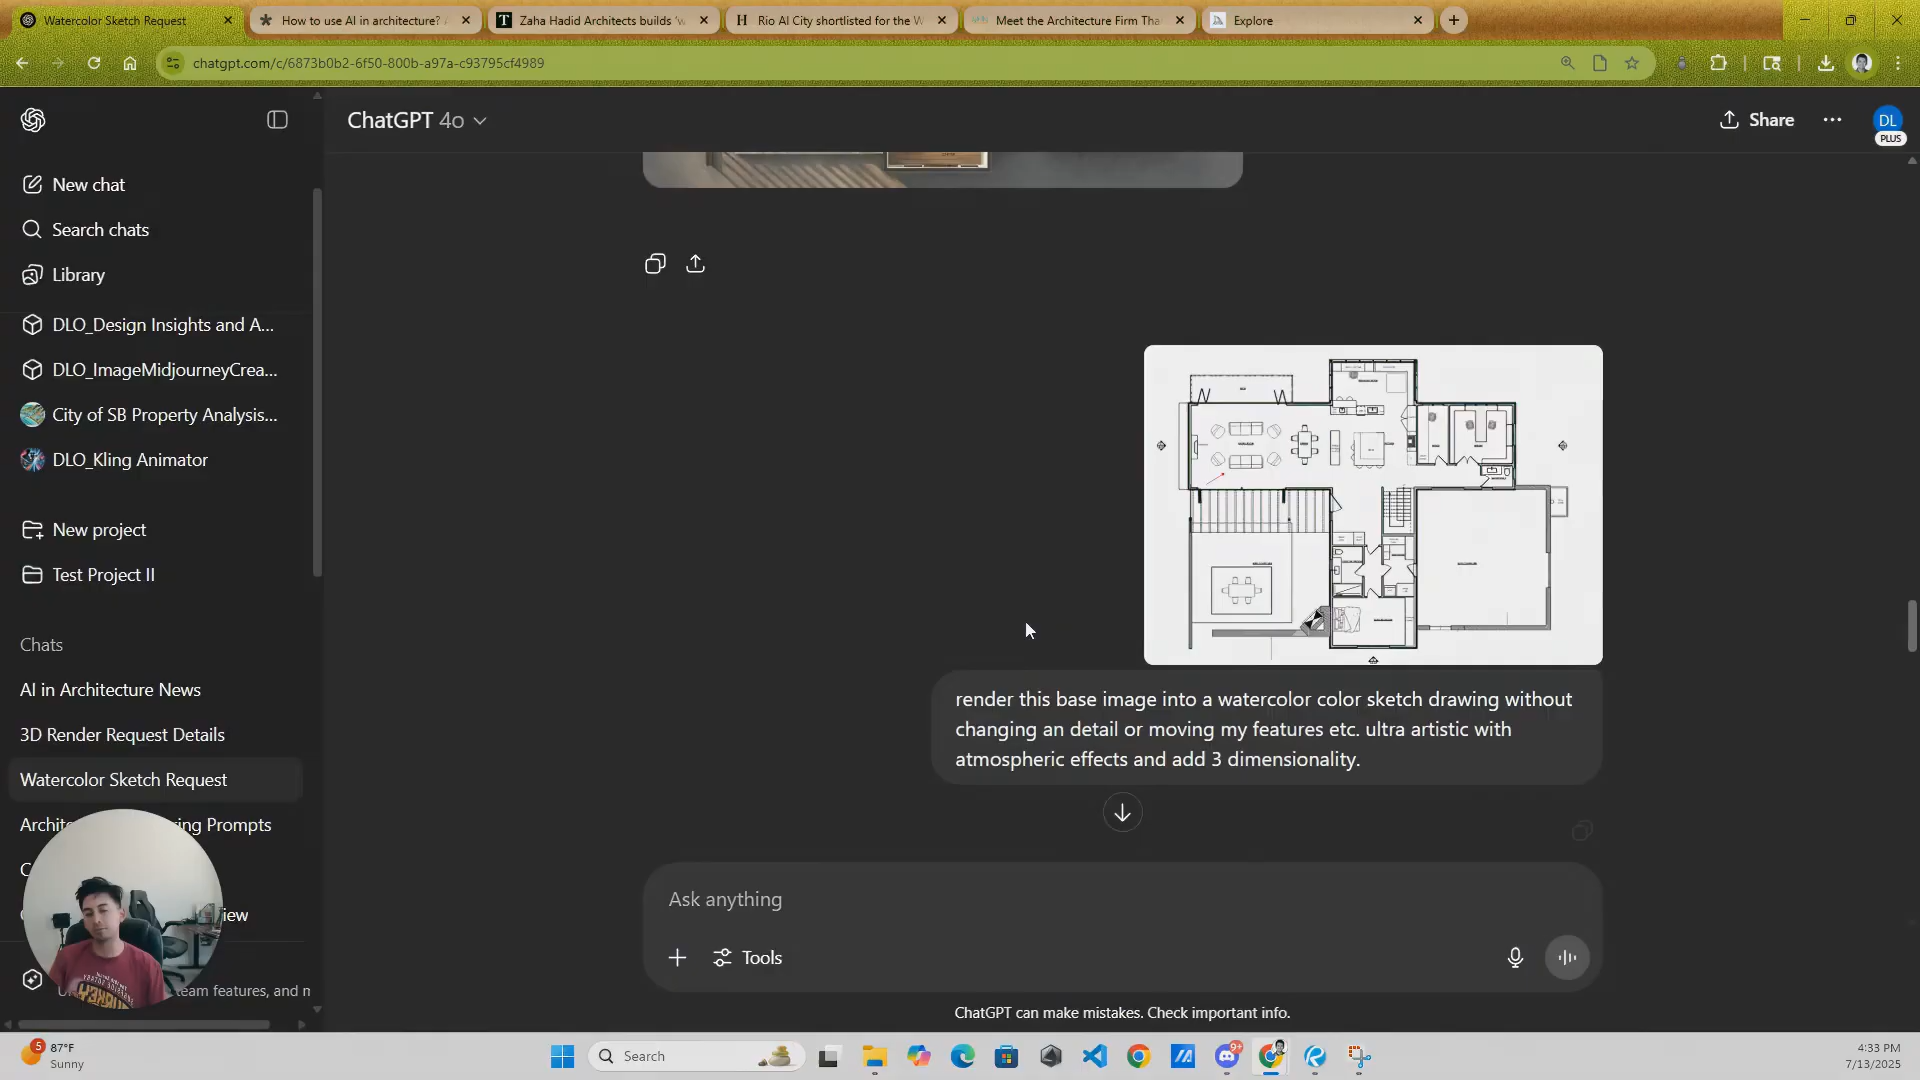 Watercolor Sketch Request
How to use AI in architecture?
Zaha Hadid Architects builds 'v
Rio AI City shortlisted for the W
Meet the Architecture Firm Tha
Explore
chatgpt.com/c/6873b0b2-6f50-800b-a97a-c93795cf4989
ChatGPT 4o
Share
DL
PLUS
New chat
Search chats
Library
DLO_Design Insights and A...
DLO_ImageMidjourneyCrea...
City of SB Property Analysis...
DLO_Kling Animator
New project
Test Project II
Chats
AI in Architecture News
3D Render Request Details
Watercolor Sketch Request
Archite
ing Prompts
C
iew
team features, and m
render this base image into a watercolor color sketch drawing without
changing an detail or moving my features etc. ultra artistic with
atmospheric effects and add 3 dimensionality.
Ask anything
Tools
ChatGPT can make mistakes. Check important info.
5
87°F
Sunny
Search
9+
4:33 PM
7/13/2025